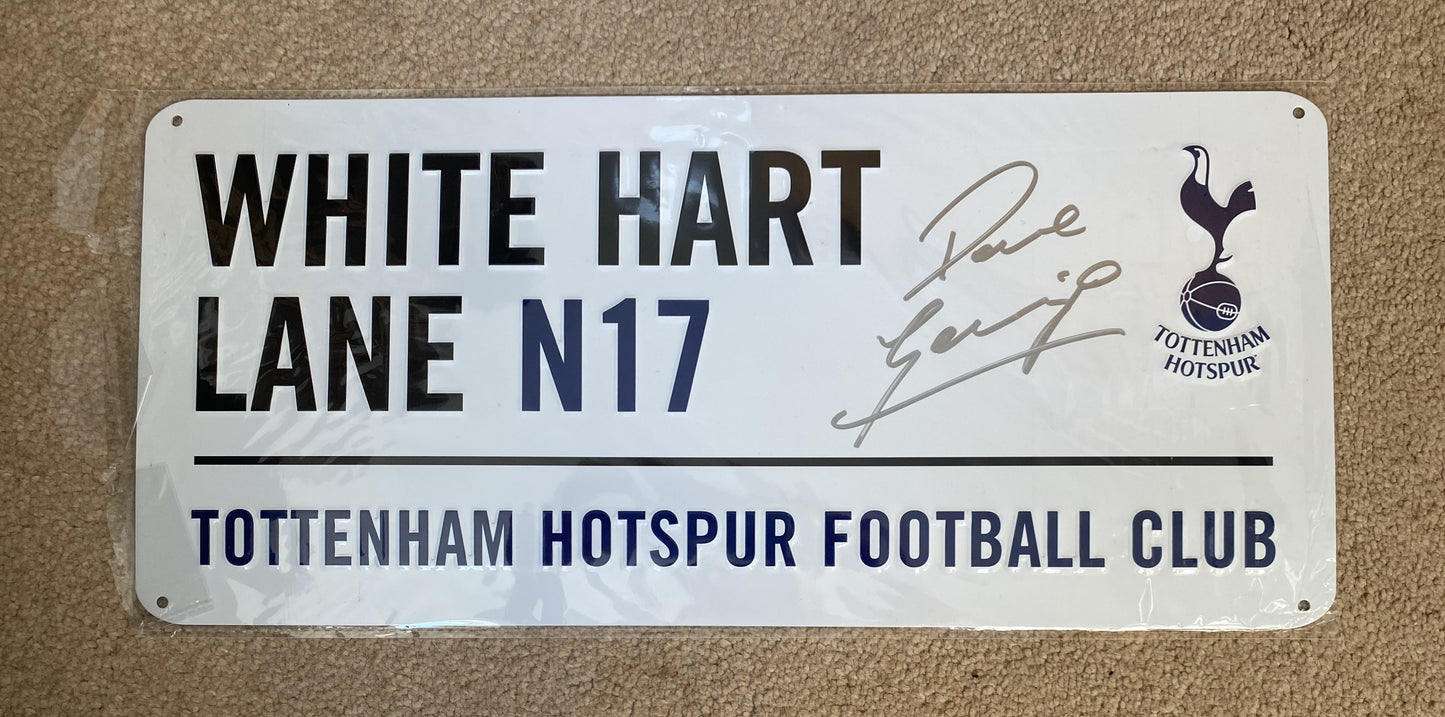 WHITE HART
LANE N17
TOTTENHAM
HOTSPUR
TOTTENHAM HOTSPUR FOOTBALL CLUB